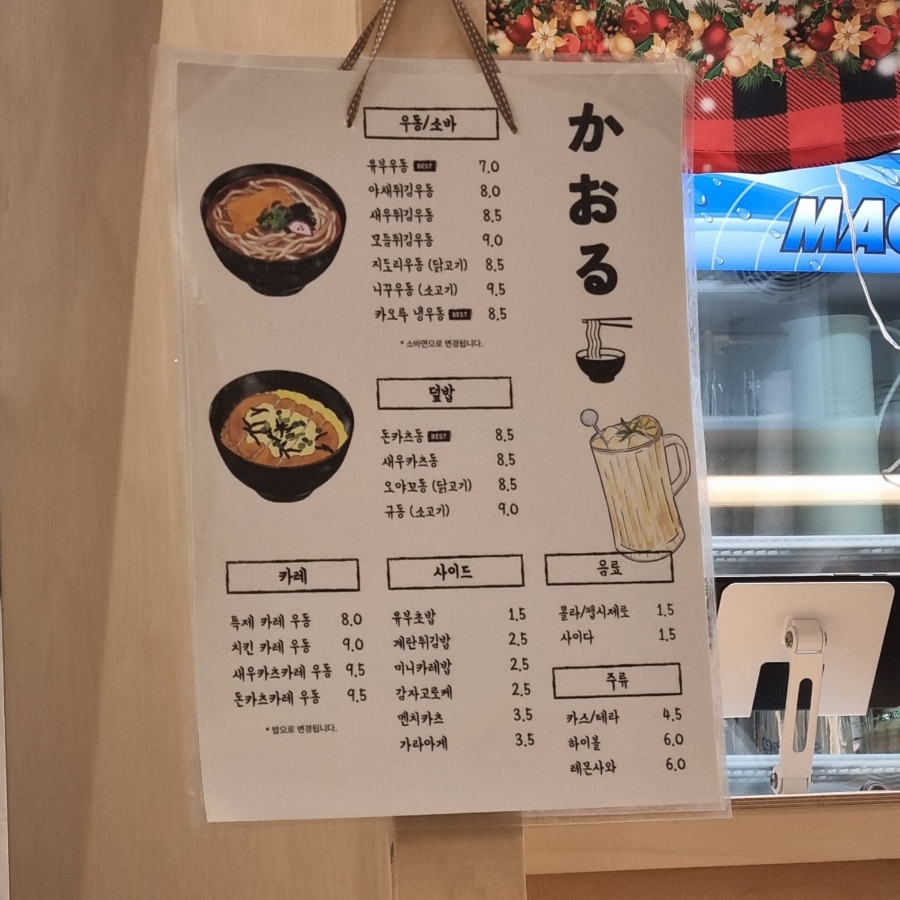 우동/소바
유부우동 BEST 7.0
야채튀김우동 8.0
새우튀김우동 8.5
모듬튀김우동 9.0
지도리우동 (닭고기) 8.5
니꾸우동 (소고기) 9.5
카오루 냉우동 BEST 8.5
* 소바면으로 변경됩니다.
덮밥
돈카츠동 BEST 8.5
새우카츠동 8.5
오야꼬동 (닭고기) 8.5
규동 (소고기) 9.0
かおる
카레
특제 카레 우동 8.0
치킨 카레 우동 9.0
새우카츠카레 우동 9.5
돈카츠카레 우동 9.5
* 밥으로 변경됩니다.
사이드
유부초밥 1.5
계란튀김밥 2.5
미니카레밥 2.5
감자고로케 2.5
멘치카츠 3.5
가라아게 3.5
음료
콜라/펩시제로 1.5
사이다 1.5
주류
카스/테라 4.5
하이볼 6.0
레몬사와 6.0